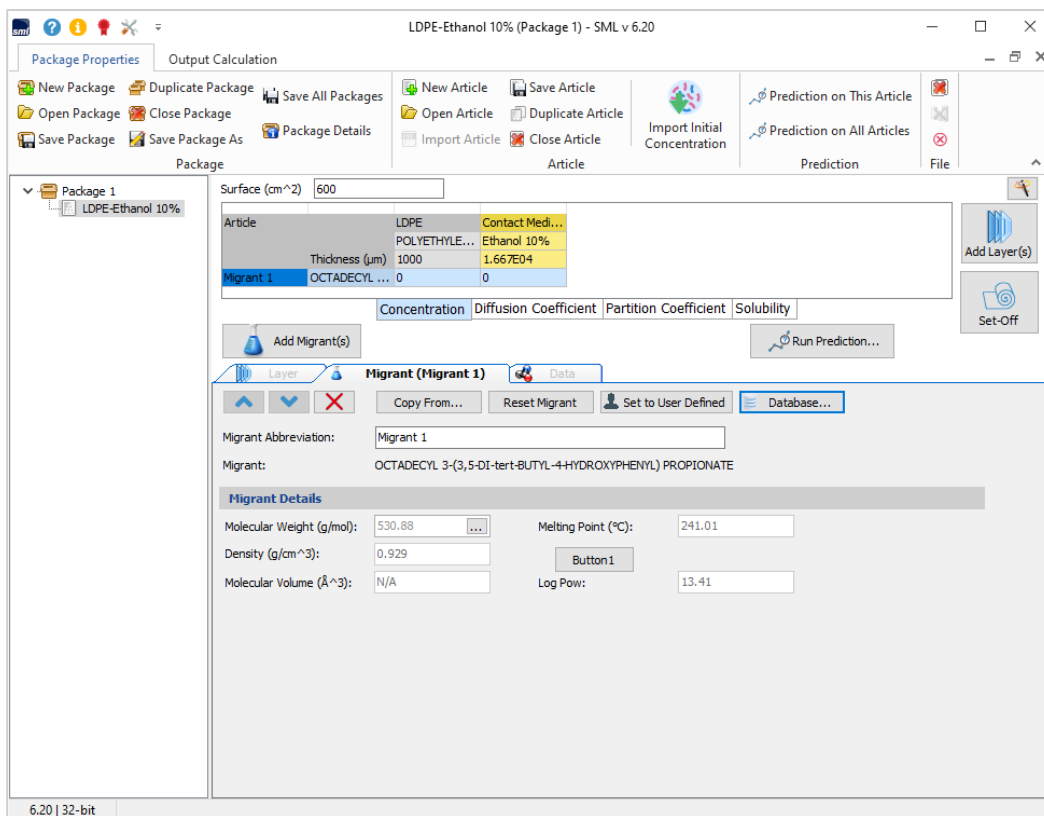 sml
LDPE-Ethanol 10% (Package 1) - SML v 6.20
Package Properties Output Calculation
New Package Duplicate Package Save All Packages New Article Save Article Import Initial Concentration Prediction on This Article
Open Package Close Package Package Details Open Article Duplicate Article Prediction on All Articles
Save Package Save Package As Import Article Close Article
Package Article Prediction File
Package 1
LDPE-Ethanol 10%
Surface (cm^2) 600
Article LDPE Contact Medi...
POLYETHYLE... Ethanol 10%
Thickness (µm) 1000 1.667E04
Migrant 1 OCTADECYL ... 0 0
Add Layer(s)
Set-Off
Concentration Diffusion Coefficient Partition Coefficient Solubility
Add Migrant(s) Run Prediction...
Layer Migrant (Migrant 1) Data
Copy From... Reset Migrant Set to User Defined Database...
Migrant Abbreviation: Migrant 1
Migrant: OCTADECYL 3-(3,5-DI-tert-BUTYL-4-HYDROXYPHENYL) PROPIONATE
Migrant Details
Molecular Weight (g/mol): 530.88 ... Melting Point (ºC): 241.01
Density (g/cm^3): 0.929 Button1
Molecular Volume (Å^3): N/A Log Pow: 13.41
6.20 | 32-bit